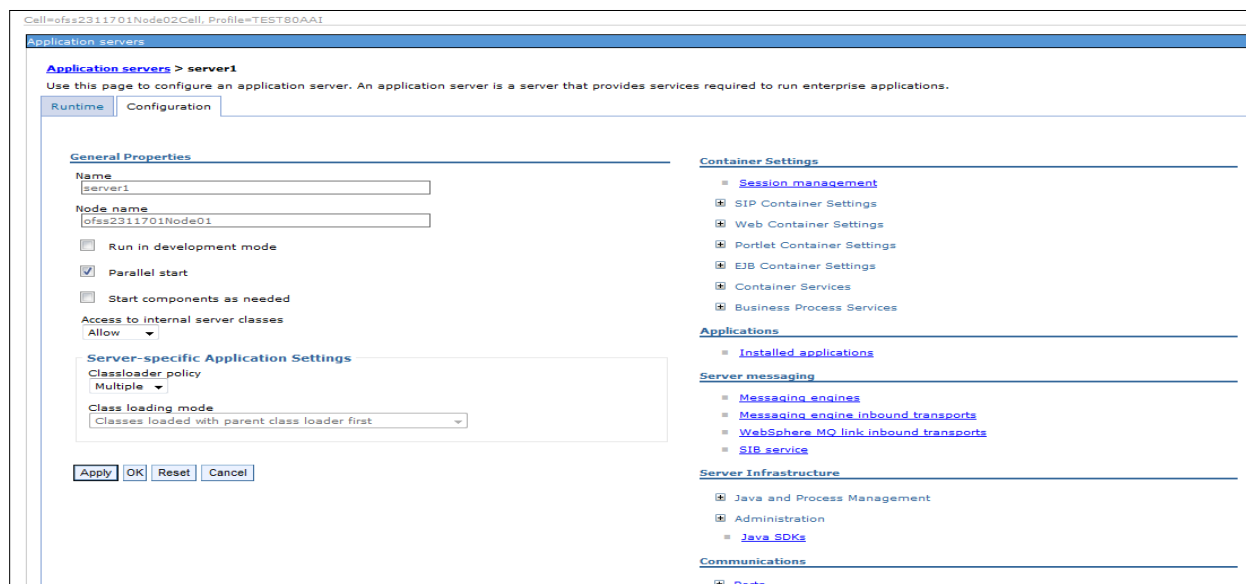 Cell=ofss2311701Node02Cell, Profile=TEST80AAI
Application servers
Application servers > server1
Use this page to configure an application server. An application server is a server that provides services required to run enterprise applications.
Runtime
Configuration
General Properties
Name
server1
Node name
ofss2311701Node01
Run in development mode
Parallel start
Start components as needed
Access to internal server classes
Allow
Server-specific Application Settings
Classloader policy
Multiple
Class loading mode
Classes loaded with parent class loader first
Apply
OK
Reset
Cancel
Container Settings
Session management
SIP Container Settings
Web Container Settings
Portlet Container Settings
EJB Container Settings
Container Services
Business Process Services
Applications
Installed applications
Server messaging
Messaging engines
Messaging engine inbound transports
WebSphere MQ link inbound transports
SIB service
Server Infrastructure
Java and Process Management
Administration
Java SDKs
Communications
Ports